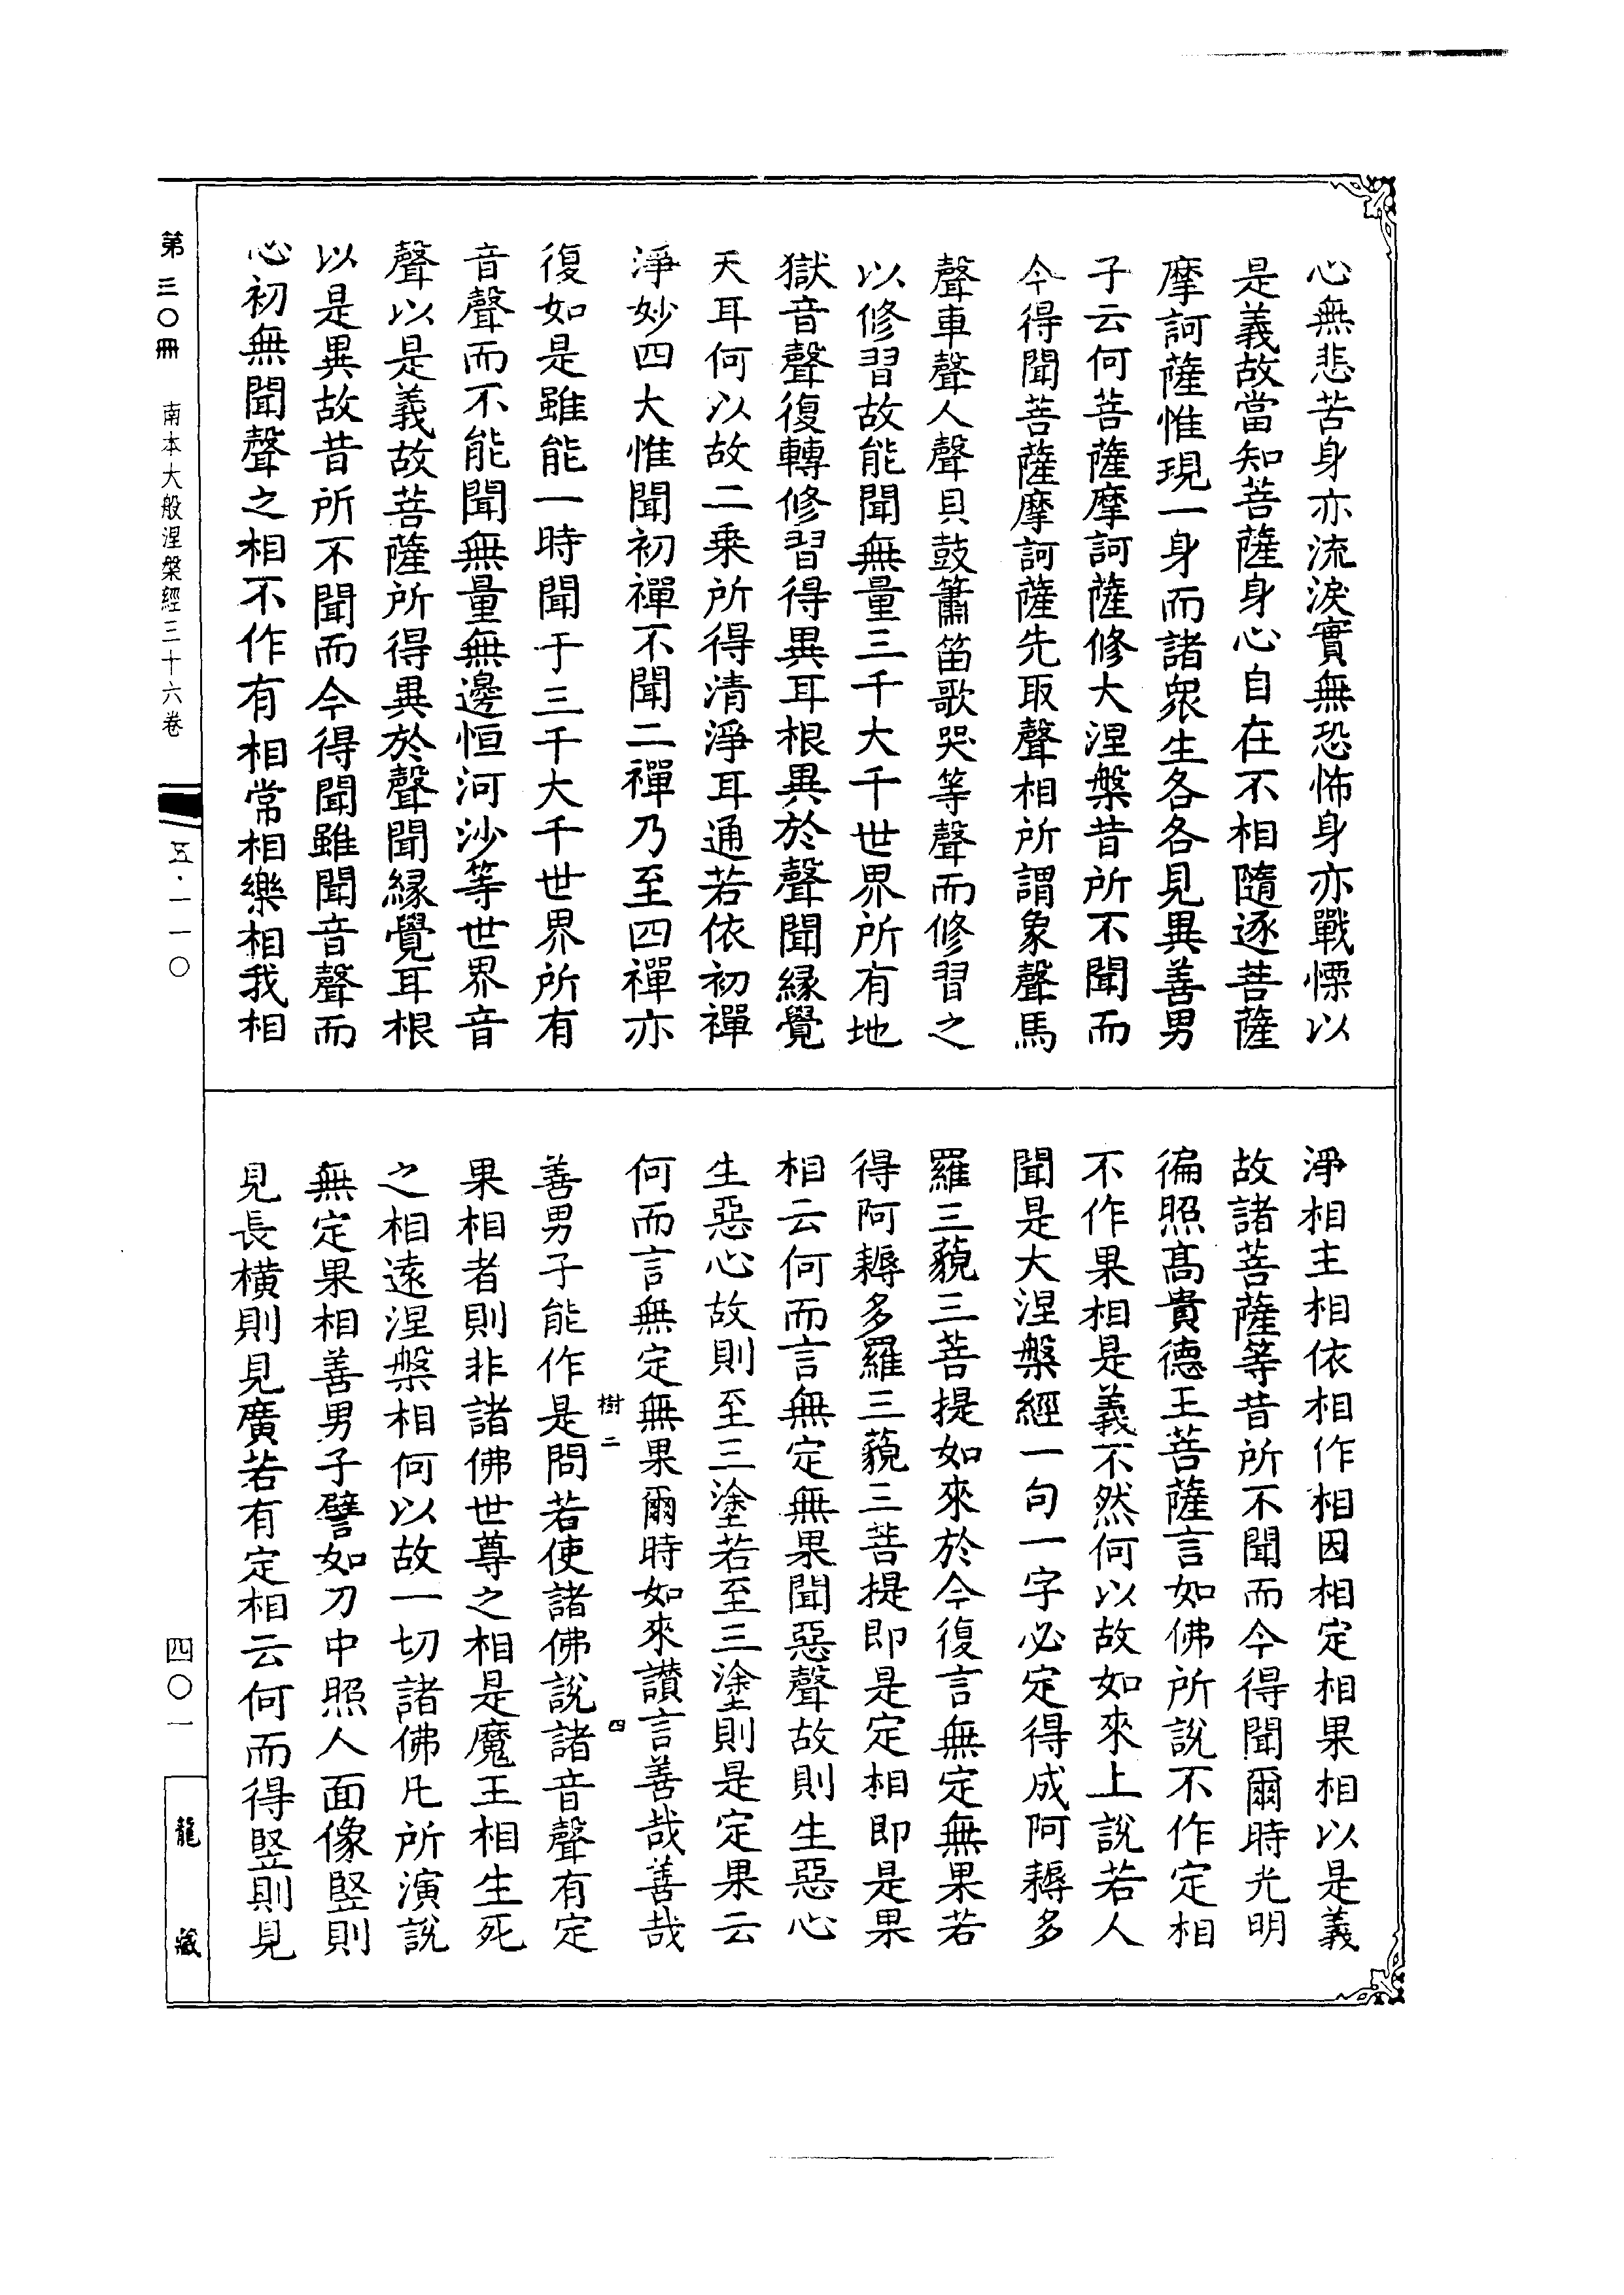 心無悲苦身亦流淚實無恐怖身亦戰慄以
是義故當知菩薩身心自在不相隨逐菩薩
摩訶薩惟現一身而諸衆生各各見異善男
子云何菩薩摩訶薩修大涅槃昔所不聞而
今得聞菩薩摩訶薩先取聲相所謂象聲馬
聲車聲人聲貝鼓簫笛歌哭等聲而修習之
以修習故能聞無量三千大千世界所有地
獄音聲復轉修習得異耳根異於聲聞緣覺
天耳何以故二乘所得清淨耳通若依初禪
淨妙四大惟聞初禪不聞二禪乃至四禪亦
復如是雖能一時聞于三千大千世界所有
音聲而不能聞無量無邊恒河沙等世界音
聲以是義故菩薩所得異於聲聞緣覺耳根
以是異故昔所不聞而今得聞雖聞音聲而
心初無聞聲之相不作有相常相樂相我相
淨相主相依相作相因相定相果相以是義
故諸菩薩等昔所不聞而今得聞爾時光明
徧照高貴德王菩薩言如佛所說不作定相
不作果相是義不然何以故如來上說若人
聞是大涅槃經一句一字必定得成阿耨多
羅三藐三菩提如來於今復言無定無果若
得阿耨多羅三藐三菩提即是定相即是果
相云何而言無定無果聞惡聲故則生惡心
生惡心故則至三塗若至三塗則是定果云
何而言無定無果爾時如來讚言善哉善哉
樹二
四
善男子能作是問若使諸佛說諸音聲有定
果相者則非諸佛世尊之相是魔王相生死
之相遠涅槃相何以故一切諸佛凡所演說
無定果相善男子譬如刀中照人面像竪則
見長橫則見廣若有定相云何而得竪則見
第三〇冊
南本大般涅槃經三十六卷
五·一一〇
四〇一
龍藏